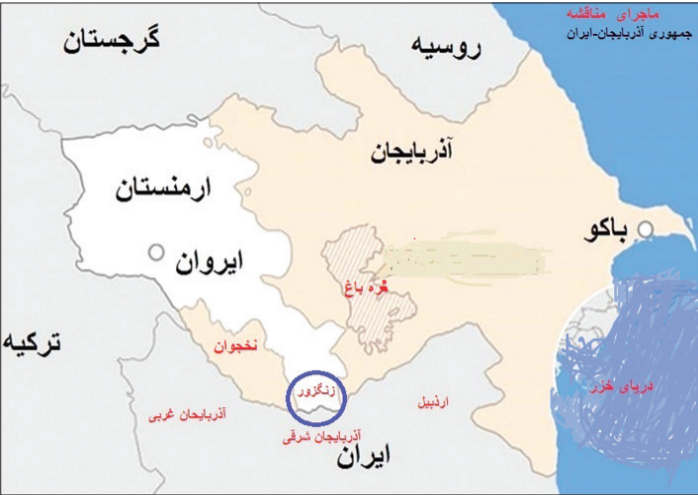 ماجرای مناقشه
جمهوری آذربایجان-ایران
روسیه
گرجستان
آذربایجان
ارمنستان
باکو
ایروان
قره باغ
ترکیه
نخجوان
دریای خزر
زنگزور
اردبیل
آذربایجان غربی
آذربایجان شرقی
ایران